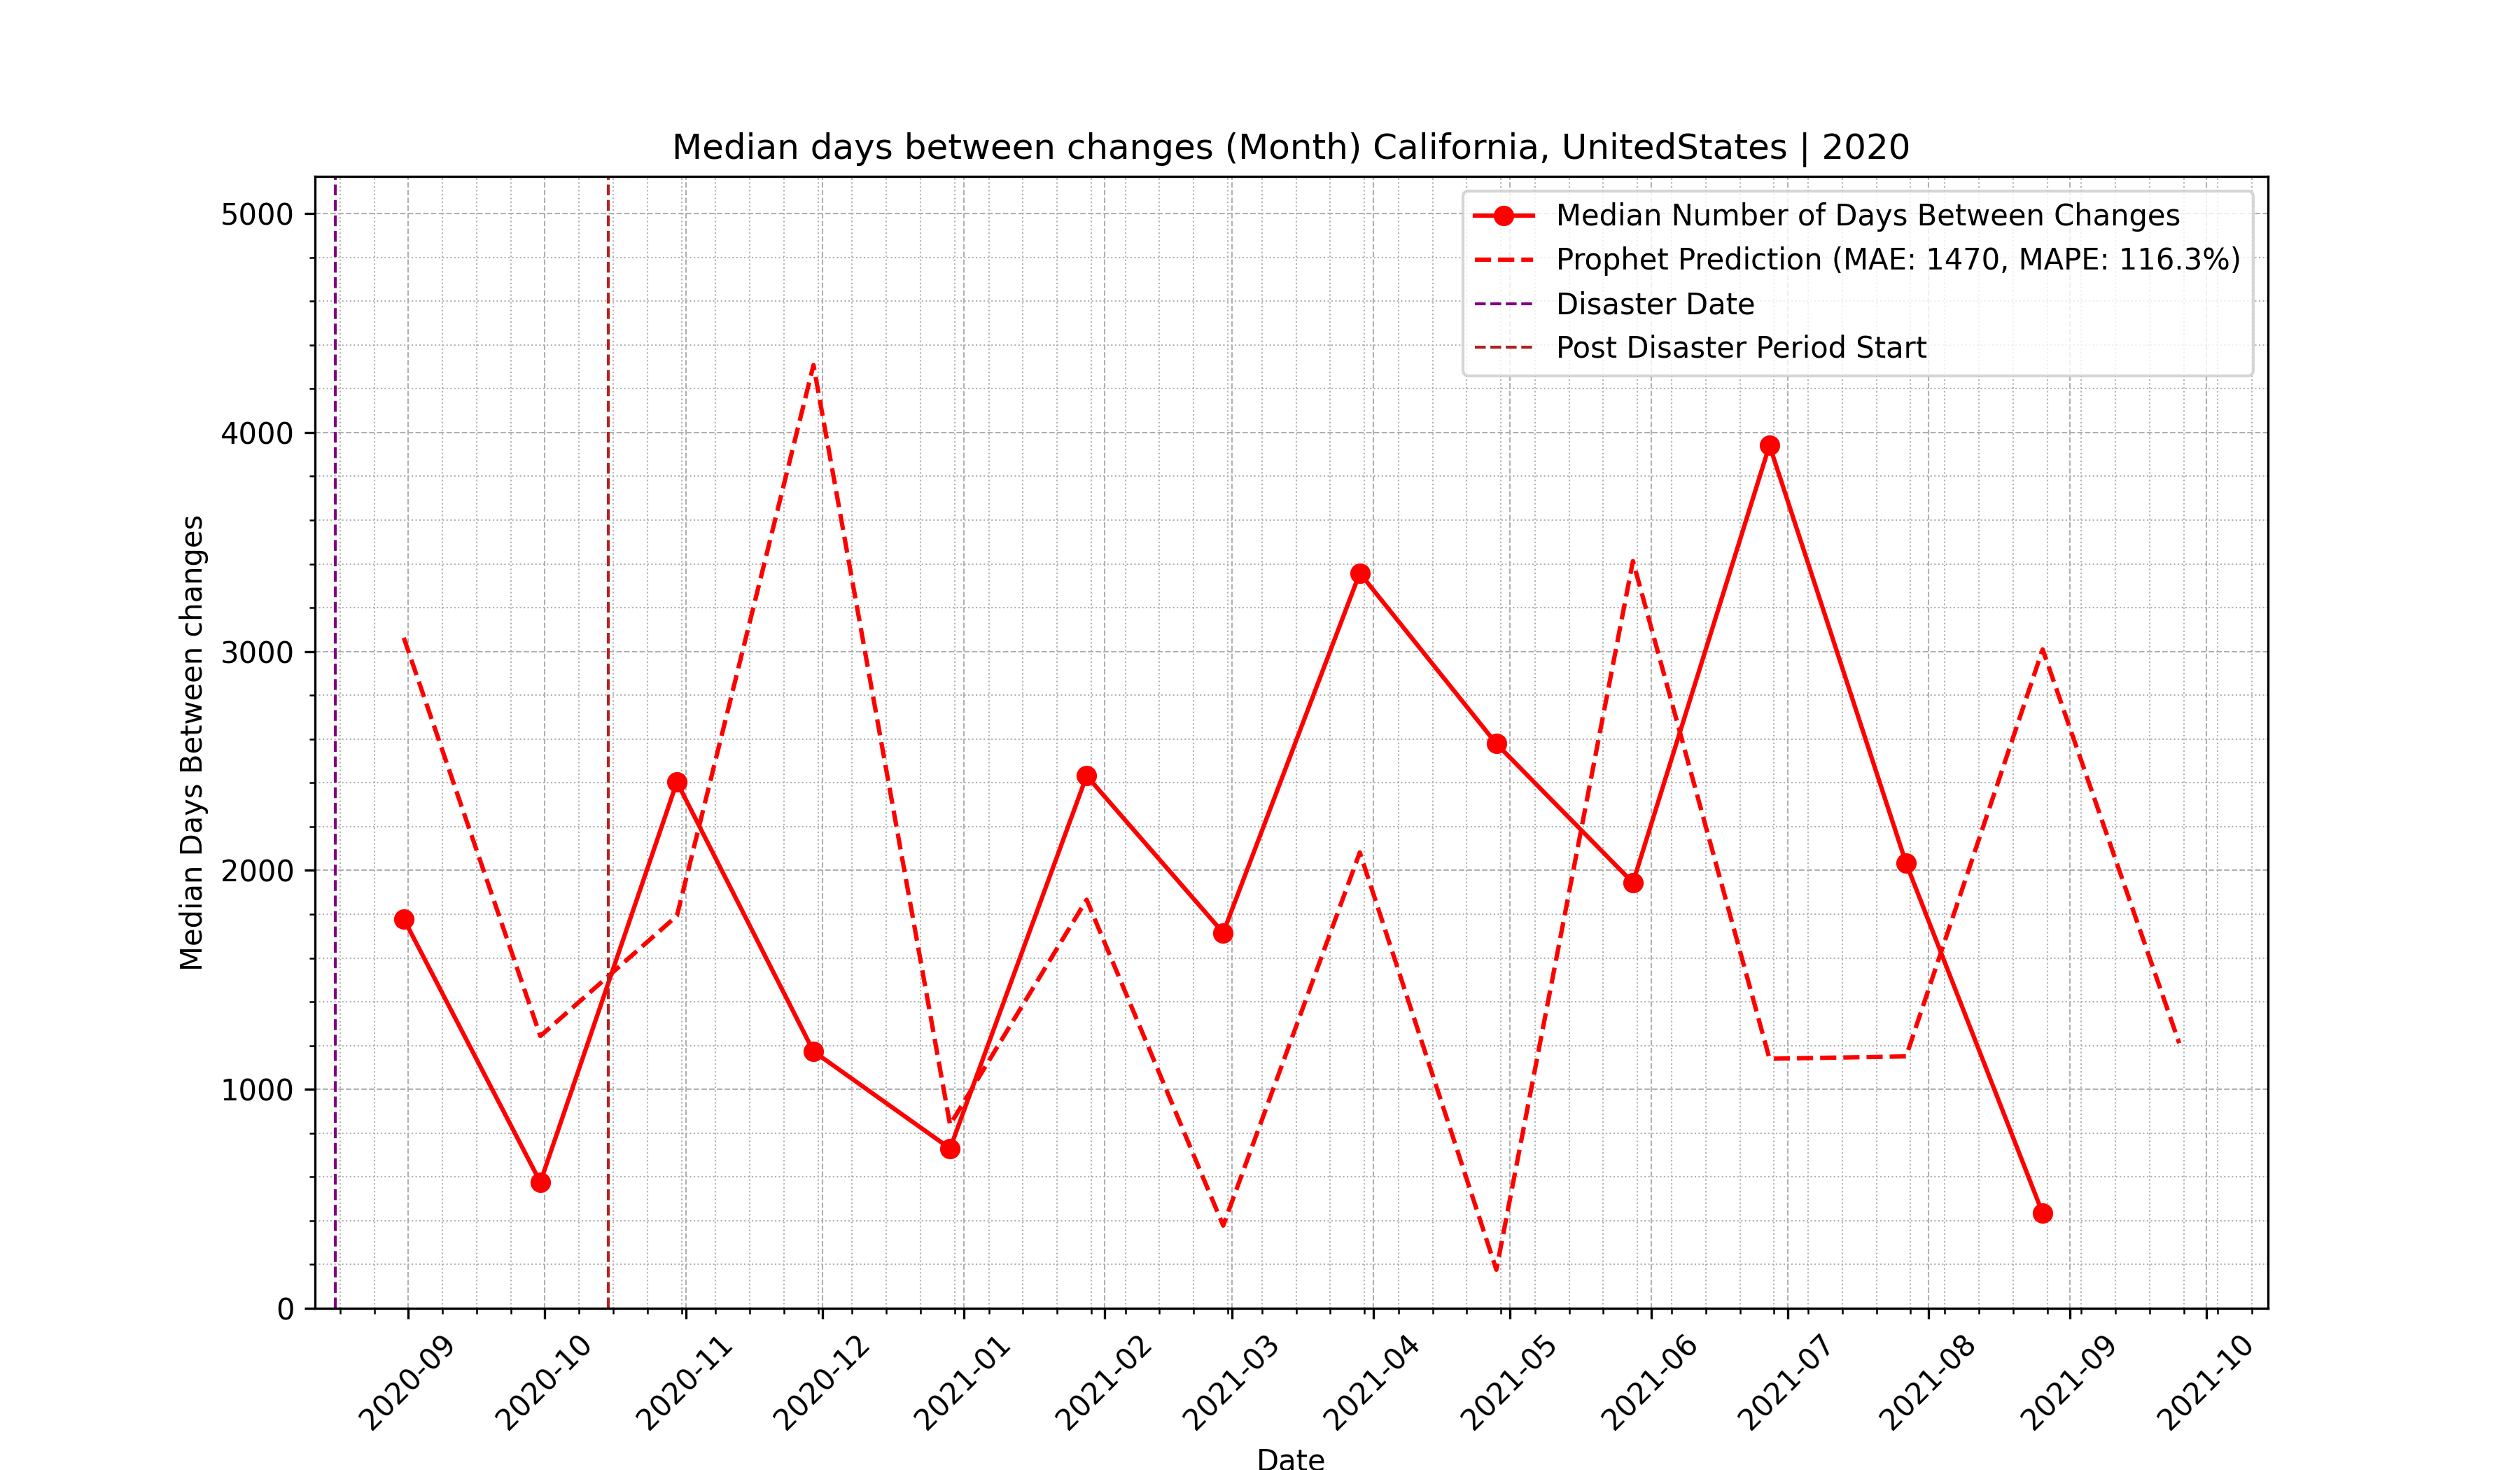 Median days between changes (Month) California, UnitedStates | 2020
Median Number of Days Between Changes
Prophet Prediction (MAE: 1470, MAPE: 116.3%)
Disaster Date
Post Disaster Period Start
Median Days Between changes
5000
4000
3000
2000
1000
0
2020-09
2020-10
2020-11
2020-12
2021-01
2021-02
2021-03
2021-04
2021-05
2021-06
2021-07
2021-08
2021-09
2021-10
Date